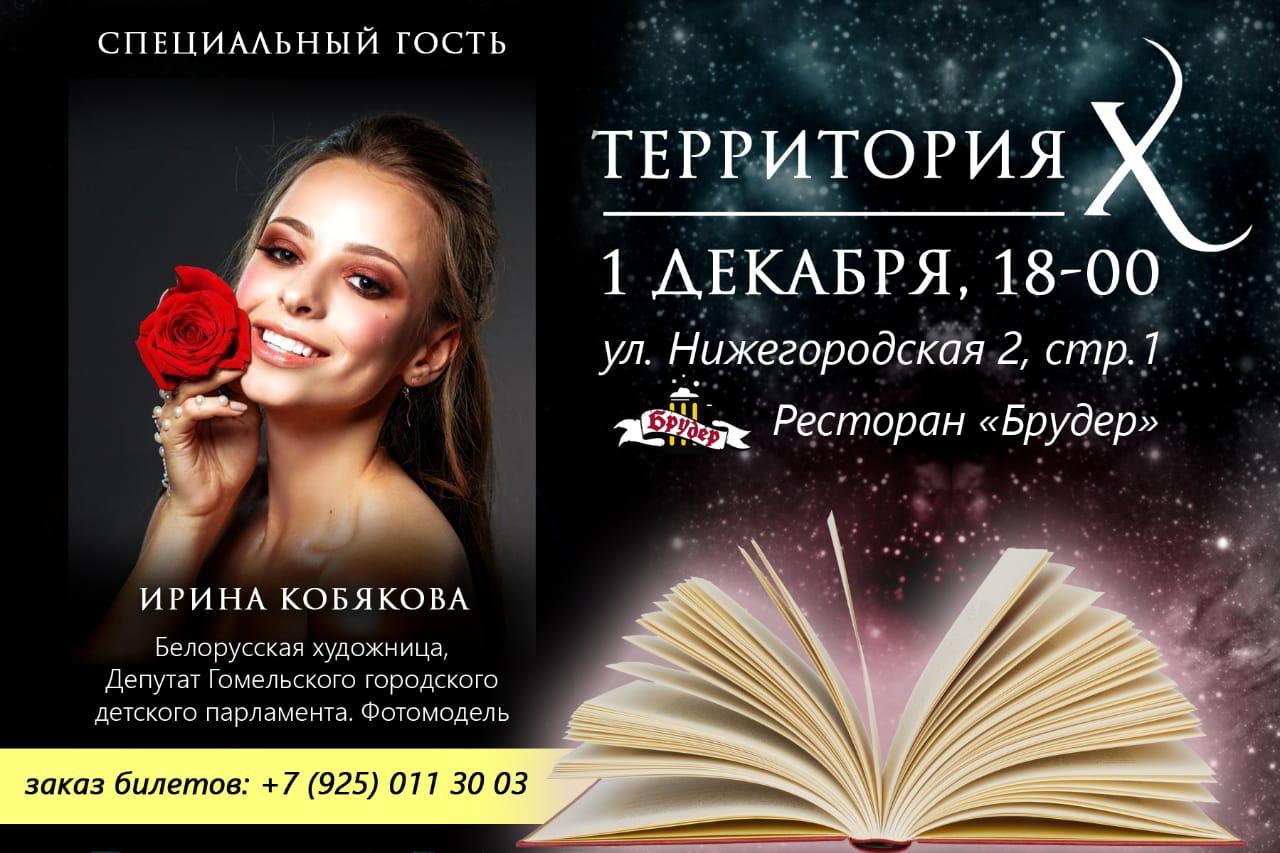 СПЕЦИАЛЬНЫЙ ГОСТЬ
ИРИНА КОБЯКОВА
Белорусская художница,
Депутат Гомельского городского
детского парламента. Фотомодель
заказ билетов: +7 (925) 011 30 03
ТЕРРИТОРИЯ X
1 ДЕКАБРЯ, 18-00
ул. Нижегородская 2, стр.1
Брудер
Ресторан «Брудер»